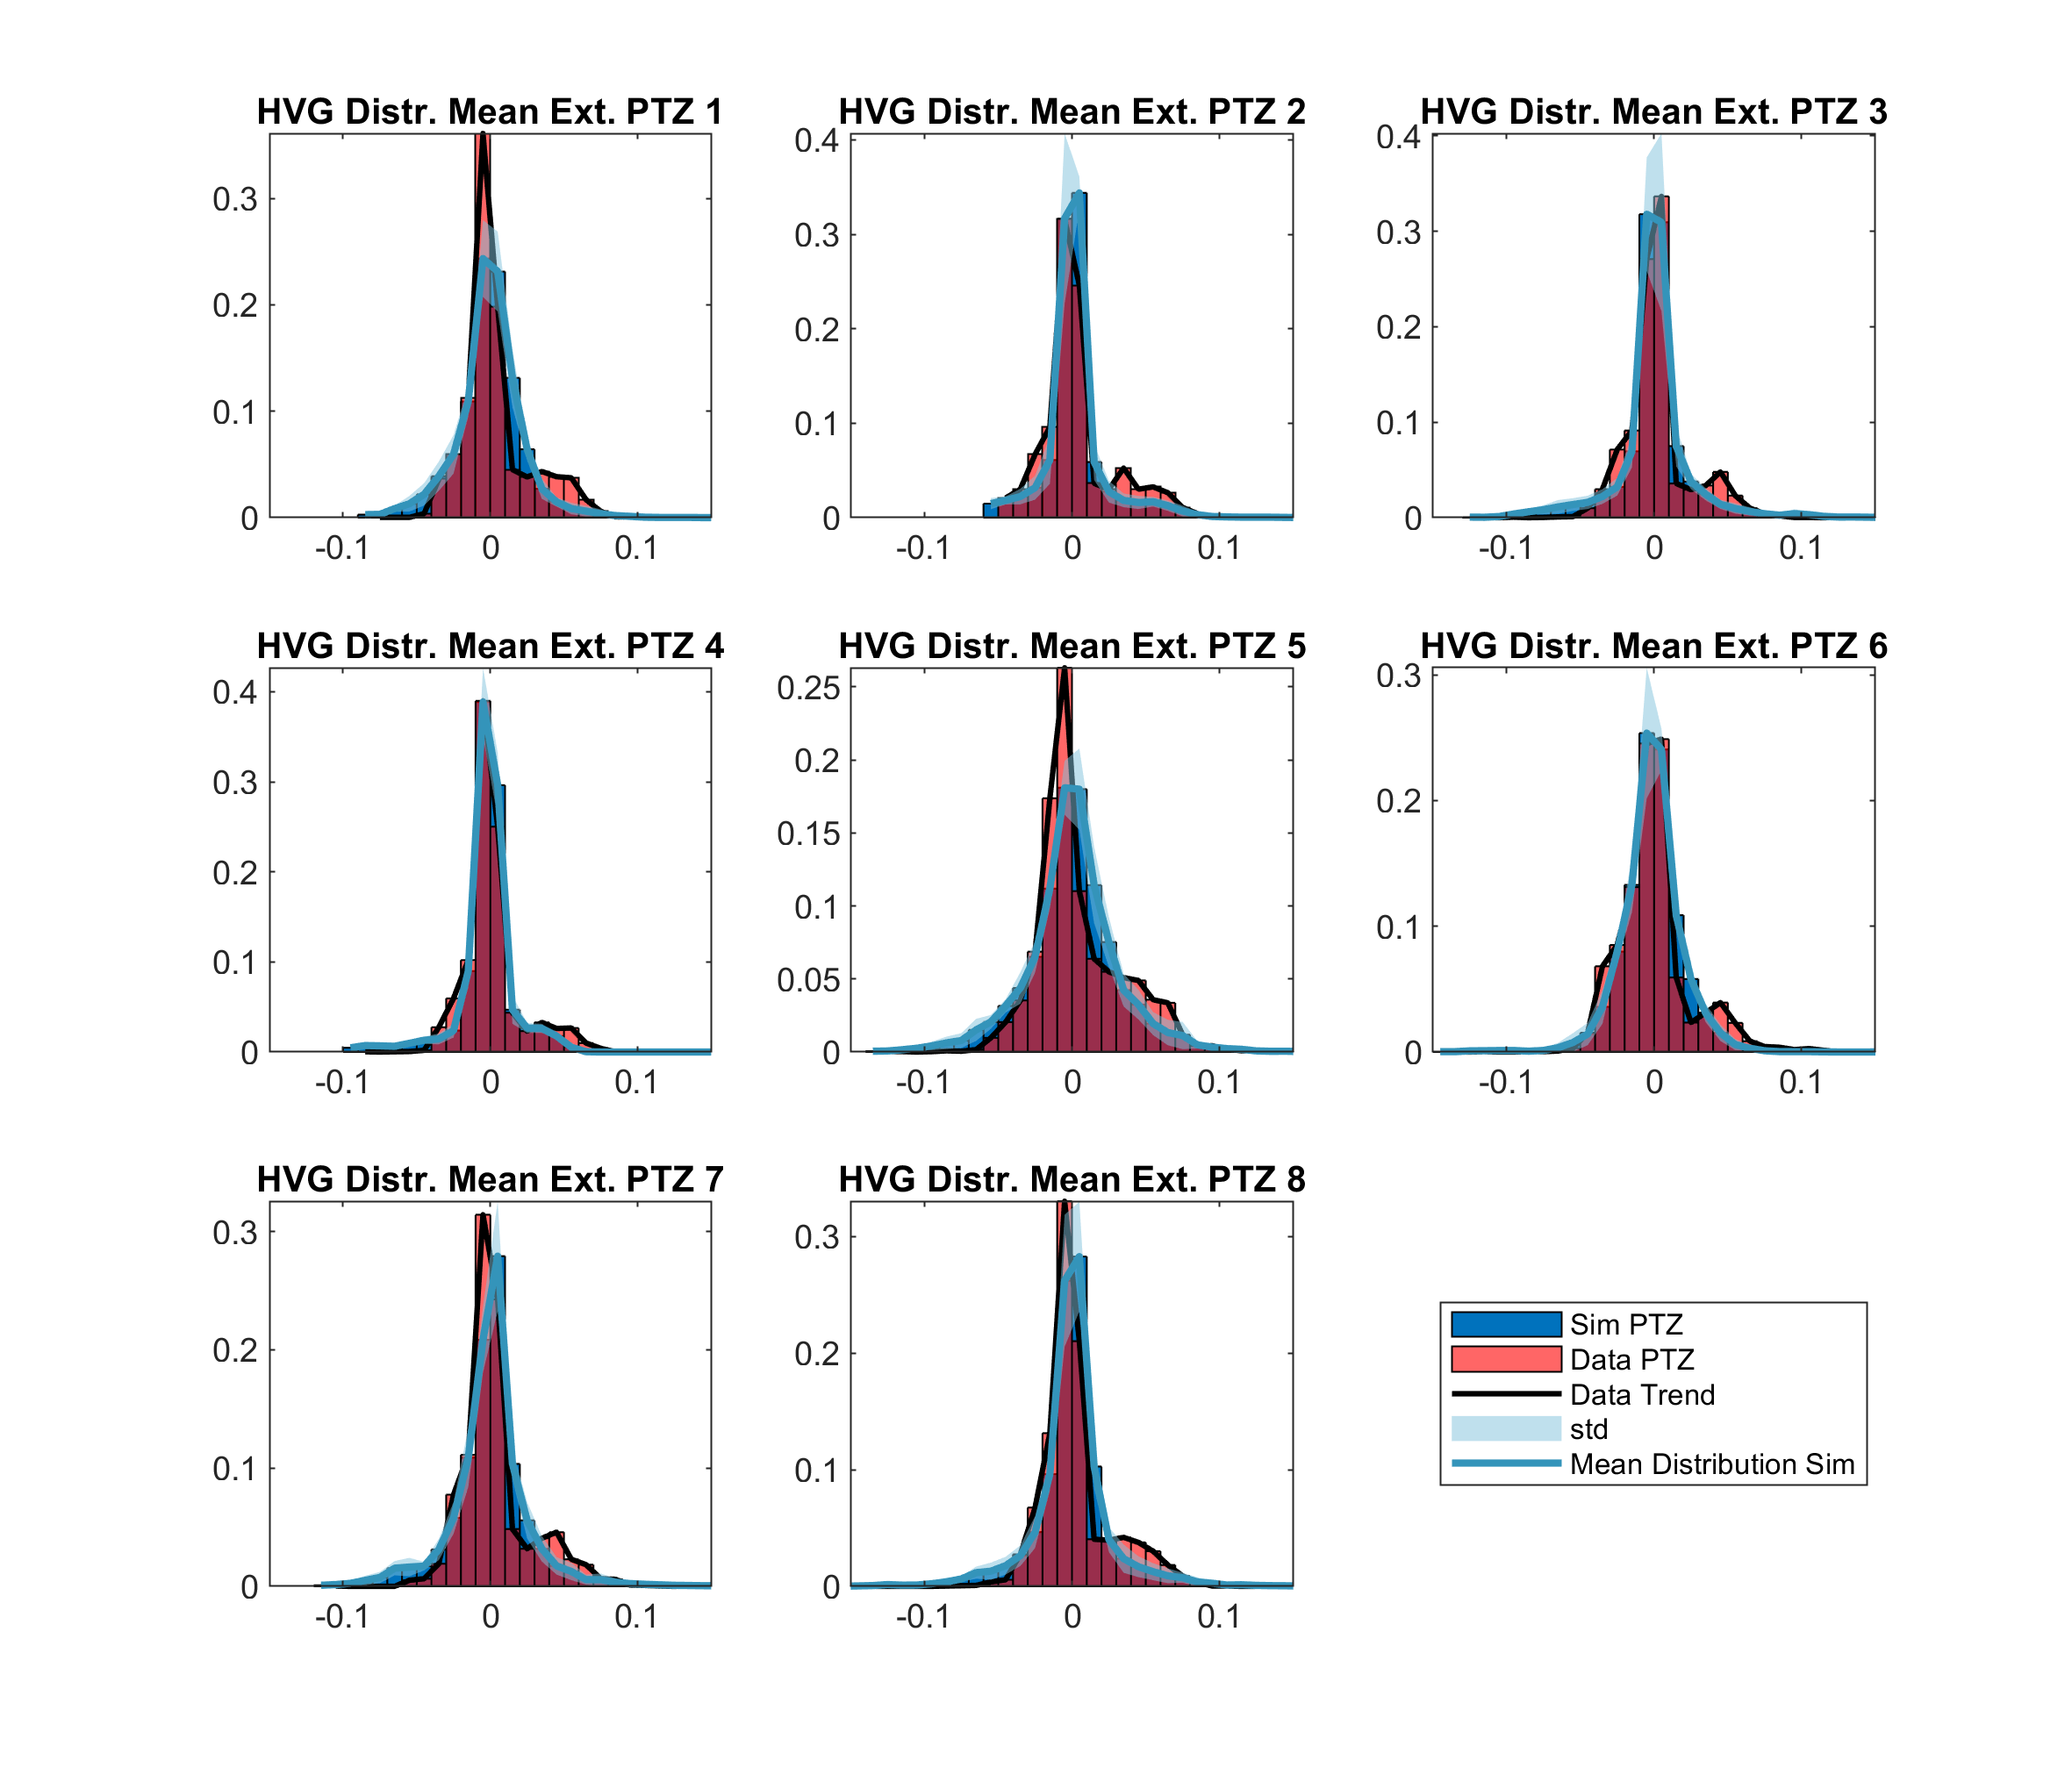 HVG Distr. Mean Ext. PTZ 1
0.3
0.2
0.1
0
-0.1 0 0.1
HVG Distr. Mean Ext. PTZ 2
0.4
0.3
0.2
0.1
0
-0.1 0 0.1
HVG Distr. Mean Ext. PTZ 3
0.4
0.3
0.2
0.1
0
-0.1 0 0.1
HVG Distr. Mean Ext. PTZ 4
0.4
0.3
0.2
0.1
0
-0.1 0 0.1
HVG Distr. Mean Ext. PTZ 5
0.25
0.2
0.15
0.1
0.05
0
-0.1 0 0.1
HVG Distr. Mean Ext. PTZ 6
0.3
0.2
0.1
0
-0.1 0 0.1
HVG Distr. Mean Ext. PTZ 7
0.3
0.2
0.1
0
-0.1 0 0.1
HVG Distr. Mean Ext. PTZ 8
0.3
0.2
0.1
0
-0.1 0 0.1
Sim PTZ
Data PTZ
Data Trend
std
Mean Distribution Sim